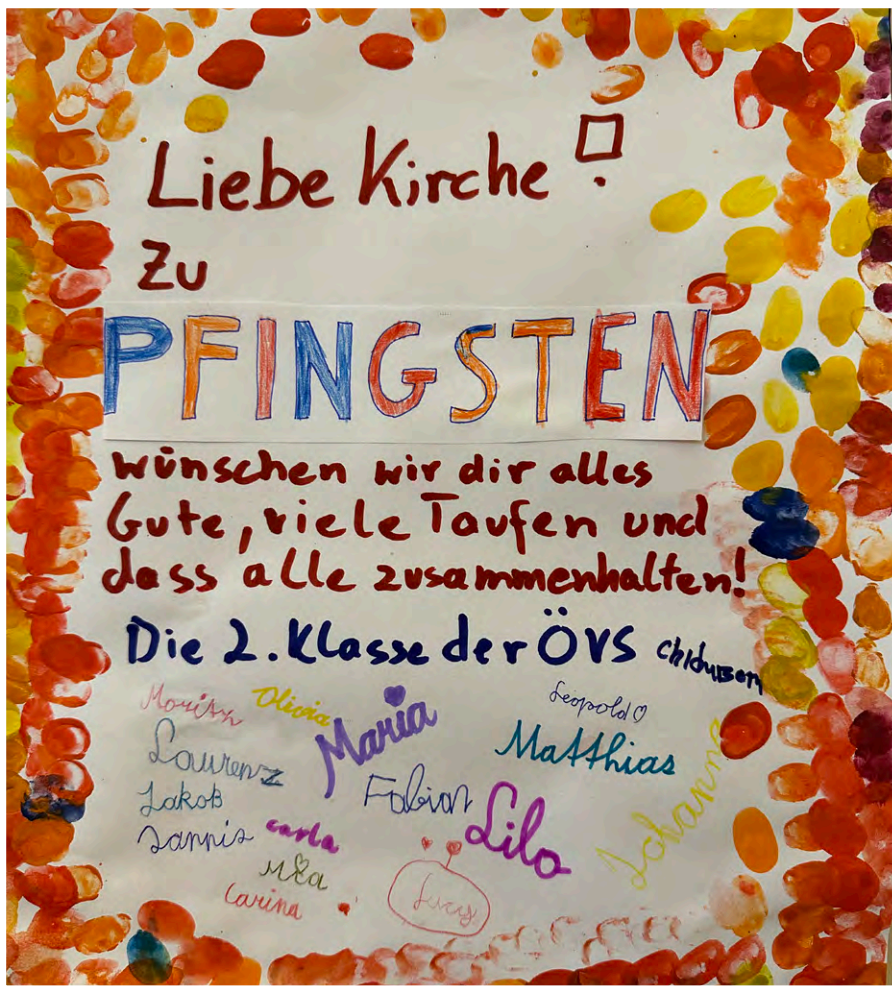 Liebe Kirche!
Zu
PFINGSTEN
wünschen wir dir alles
Gute, viele Taufen und
dass alle zusammenhalten!
Die 2. Klasse der ÖVS
Moritz Olivia Maria Leopold
Laurenz Matthias
Jakob Fabian Johanna
Jannis Carla Lilo
Mia
Carina Lucy